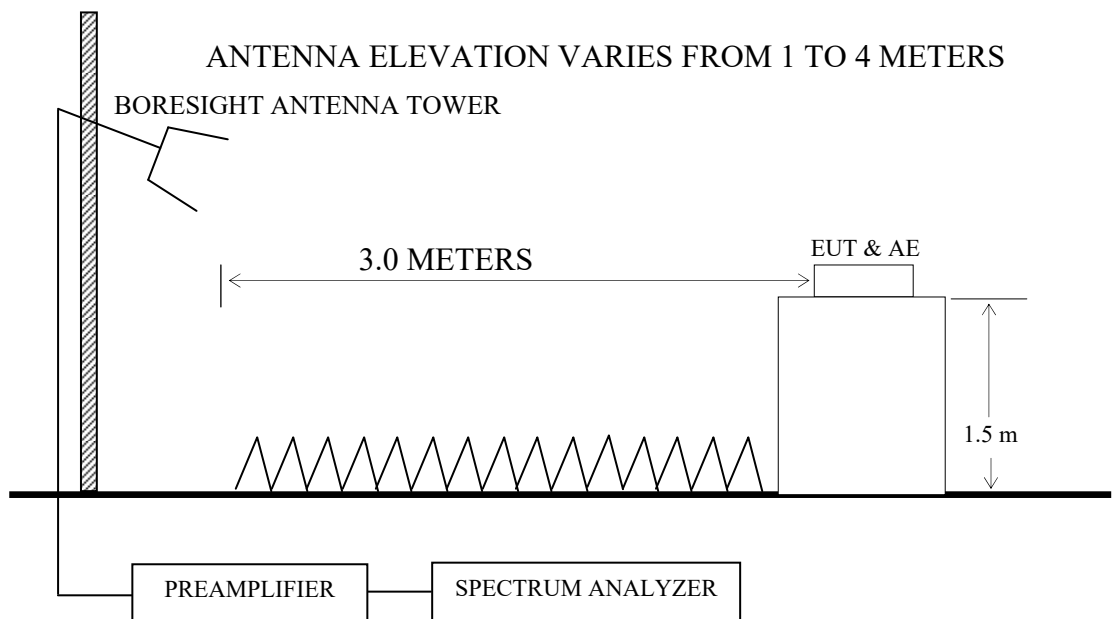 ANTENNA ELEVATION VARIES FROM 1 TO 4 METERS
BORESIGHT ANTENNA TOWER
EUT & AE
3.0 METERS
1.5 m
PREAMPLIFIER
SPECTRUM ANALYZER